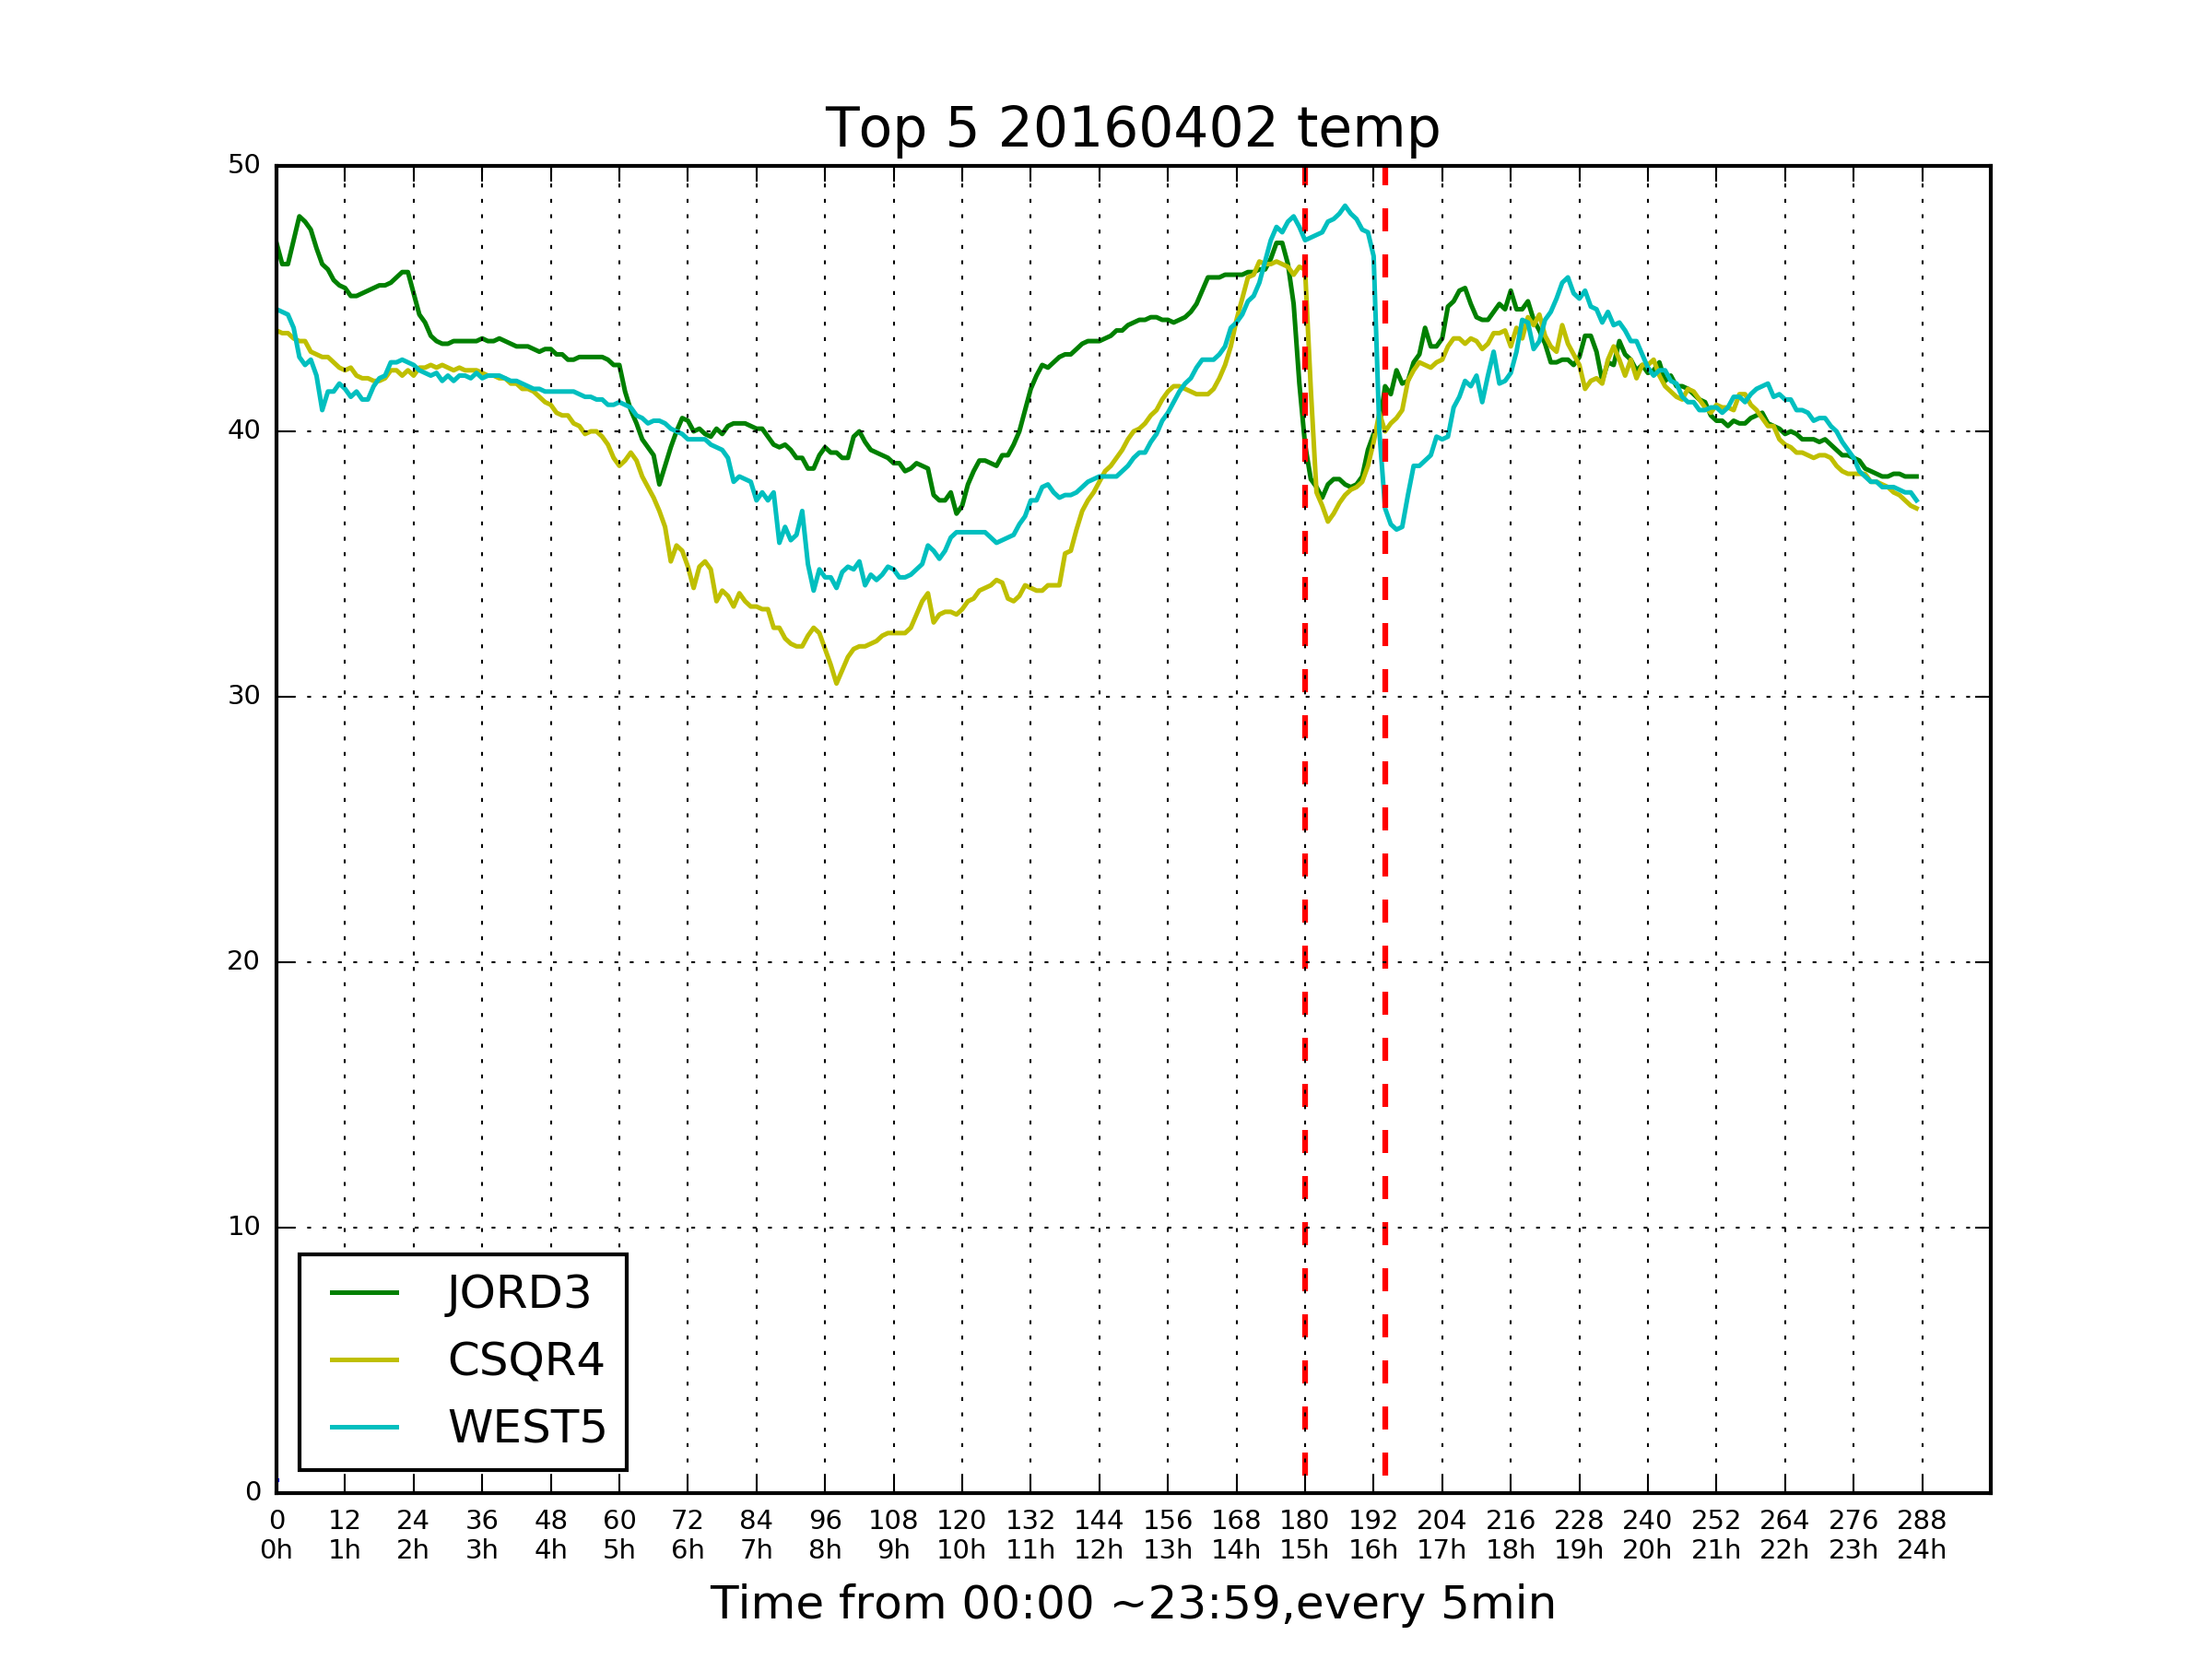 Top 5 20160402 temp
50
40
30
20
10
0
JORD3
CSQR4
WEST5
0 12 24 36 48 60 72 84 96 108 120 132 144 156 168 180 192 204 216 228 240 252 264 276 288
0h 1h 2h 3h 4h 5h 6h 7h 8h 9h 10h 11h 12h 13h 14h 15h 16h 17h 18h 19h 20h 21h 22h 23h 24h
Time from 00:00 ~23:59,every 5min